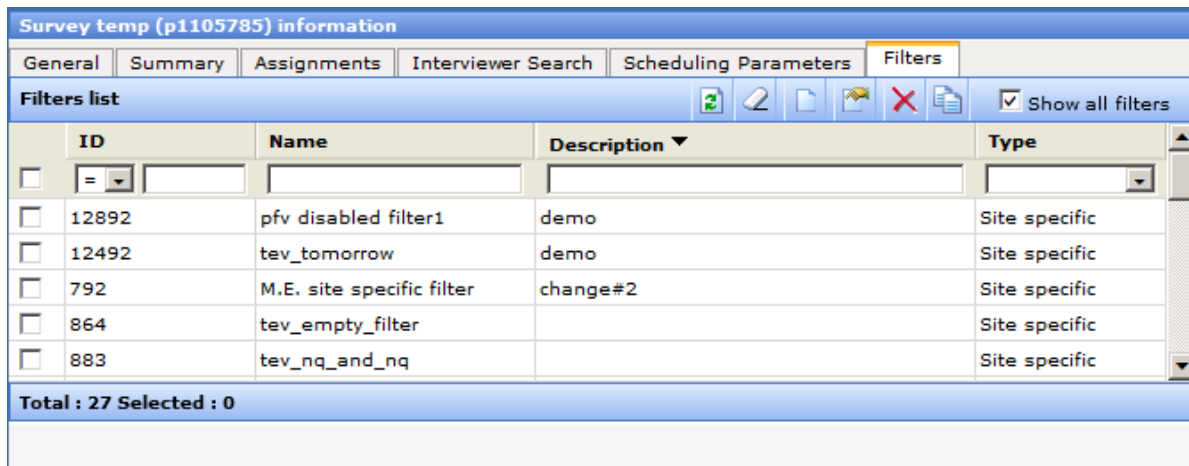 Survey temp (p1105785) information
General Summary Assignments Interviewer Search Scheduling Parameters Filters
Filters list Show all filters
ID Name Description Type
=
12892 pfv disabled filter1 demo Site specific
12492 tev_tomorrow demo Site specific
792 M.E. site specific filter change#2 Site specific
864 tev_empty_filter Site specific
883 tev_nq_and_nq Site specific
Total : 27 Selected : 0